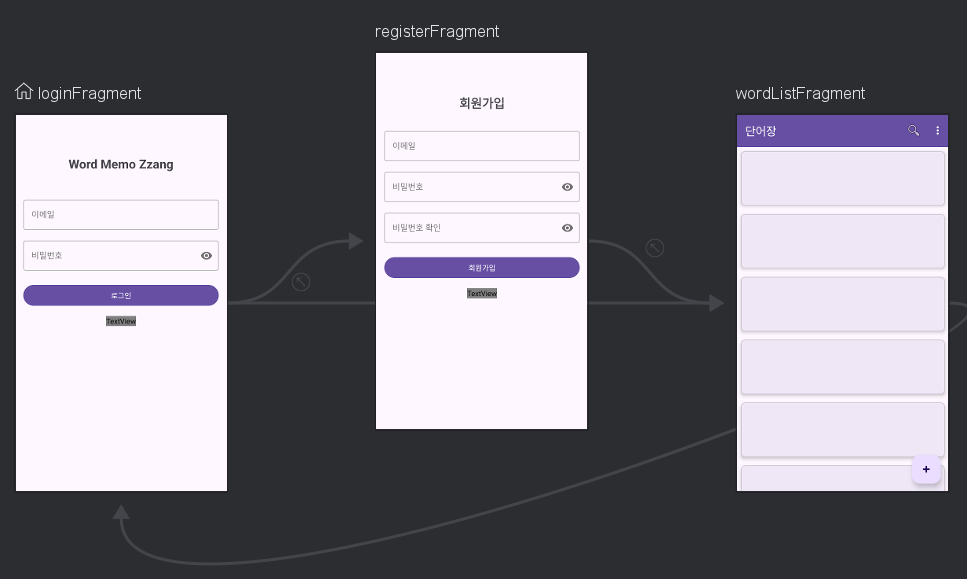 loginFragment
Word Memo Zzang
이메일
비밀번호
로그인
TextView
registerFragment
회원가입
이메일
비밀번호
비밀번호 확인
회원가입
TextView
wordListFragment
단어장